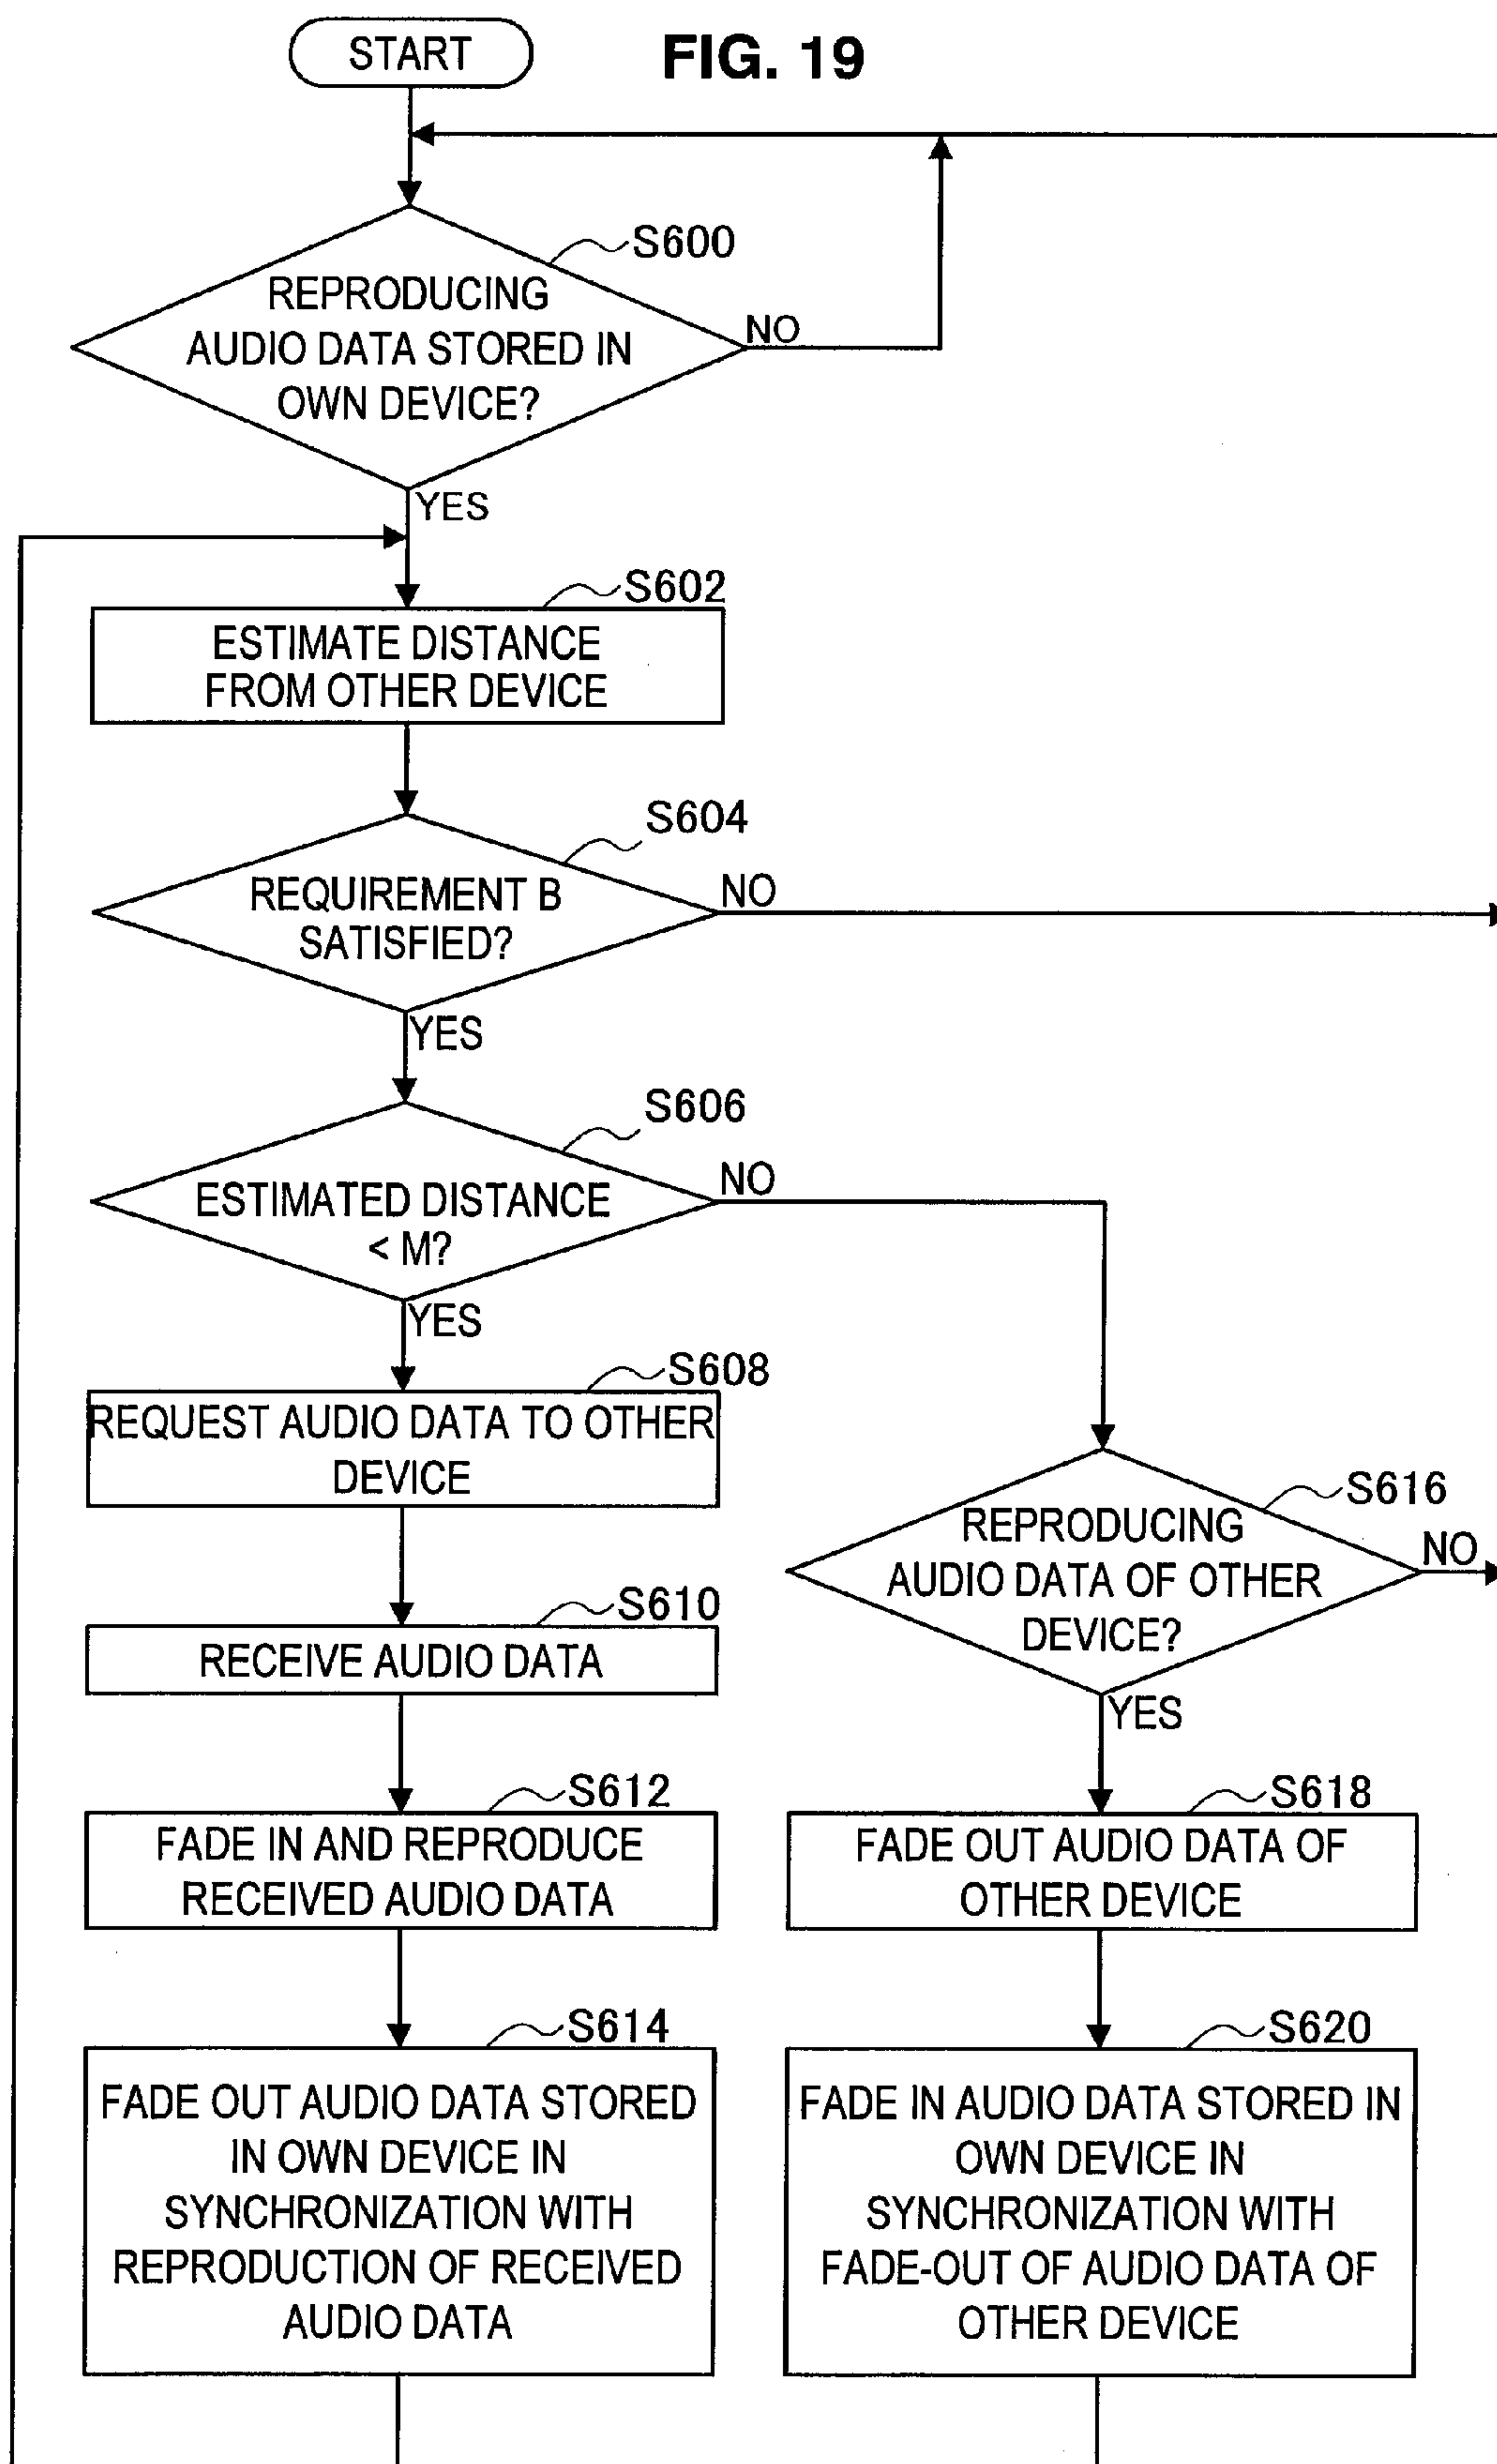 START
FIG. 19
S600
REPRODUCING
AUDIO DATA STORED IN
OWN DEVICE?
NO
YES
S602
ESTIMATE DISTANCE
FROM OTHER DEVICE
S604
REQUIREMENT B
SATISFIED?
NO
YES
S606
ESTIMATED DISTANCE
< M?
NO
YES
S608
REQUEST AUDIO DATA TO OTHER
DEVICE
S610
RECEIVE AUDIO DATA
S612
FADE IN AND REPRODUCE
RECEIVED AUDIO DATA
S614
FADE OUT AUDIO DATA STORED
IN OWN DEVICE IN
SYNCHRONIZATION WITH
REPRODUCTION OF RECEIVED
AUDIO DATA
S616
REPRODUCING
AUDIO DATA OF OTHER
DEVICE?
NO
YES
S618
FADE OUT AUDIO DATA OF
OTHER DEVICE
S620
FADE IN AUDIO DATA STORED IN
OWN DEVICE IN
SYNCHRONIZATION WITH
FADE-OUT OF AUDIO DATA OF
OTHER DEVICE